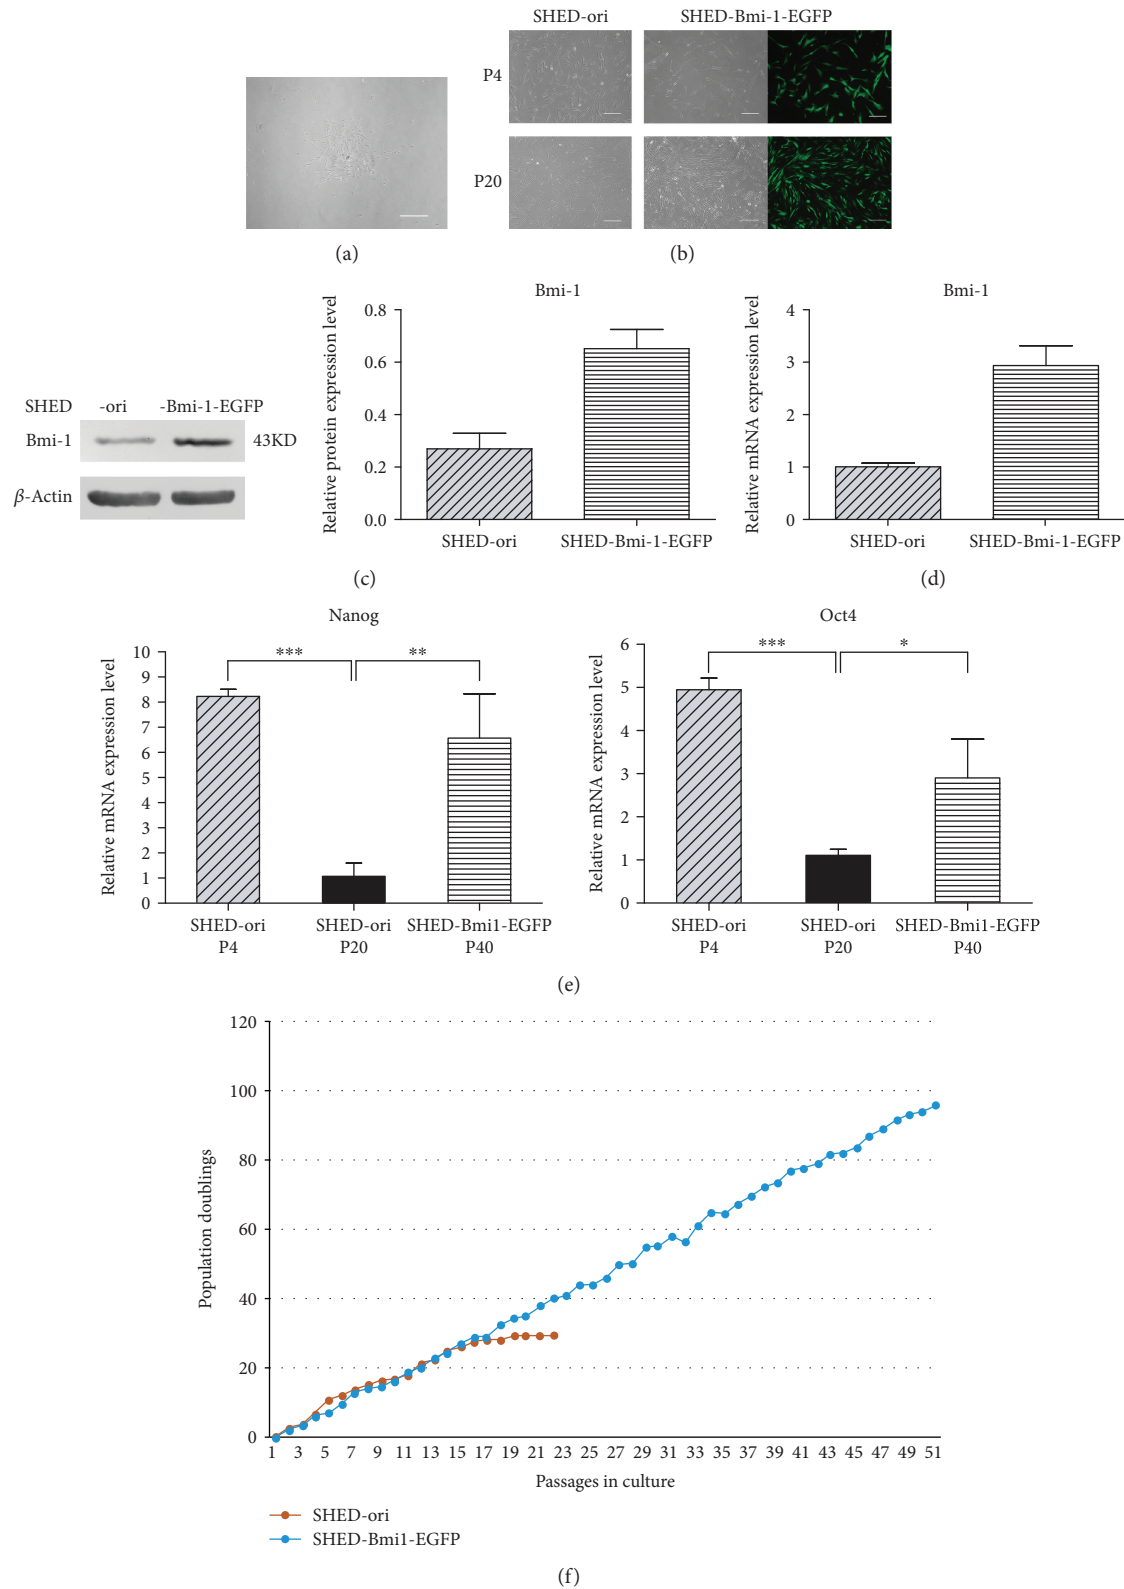 SHED-ori SHED-Bmi-1-EGFP
P4
P20
(a)
(b)
SHED -ori -Bmi-1-EGFP
Bmi-1 43KD
β-Actin
Bmi-1
Relative protein expression level
0.8
0.6
0.4
0.2
0.0
SHED-ori SHED-Bmi-1-EGFP
(c)
Bmi-1
Relative mRNA expression level
4
3
2
1
0
SHED-ori SHED-Bmi-1-EGFP
(d)
Nanog
Relative mRNA expression level
10
9
8
7
6
5
4
3
2
1
0
*** **
SHED-ori SHED-ori SHED-Bmi1-EGFP
P4 P20 P40
Oct4
Relative mRNA expression level
6
5
4
3
2
1
0
*** *
SHED-ori SHED-ori SHED-Bmi1-EGFP
P4 P20 P40
(e)
Population doublings
120
100
80
60
40
20
0
1 3 5 7 9 11 13 15 17 19 21 23 25 27 29 31 33 35 37 39 41 43 45 47 49 51
Passages in culture
SHED-ori
SHED-Bmi1-EGFP
(f)